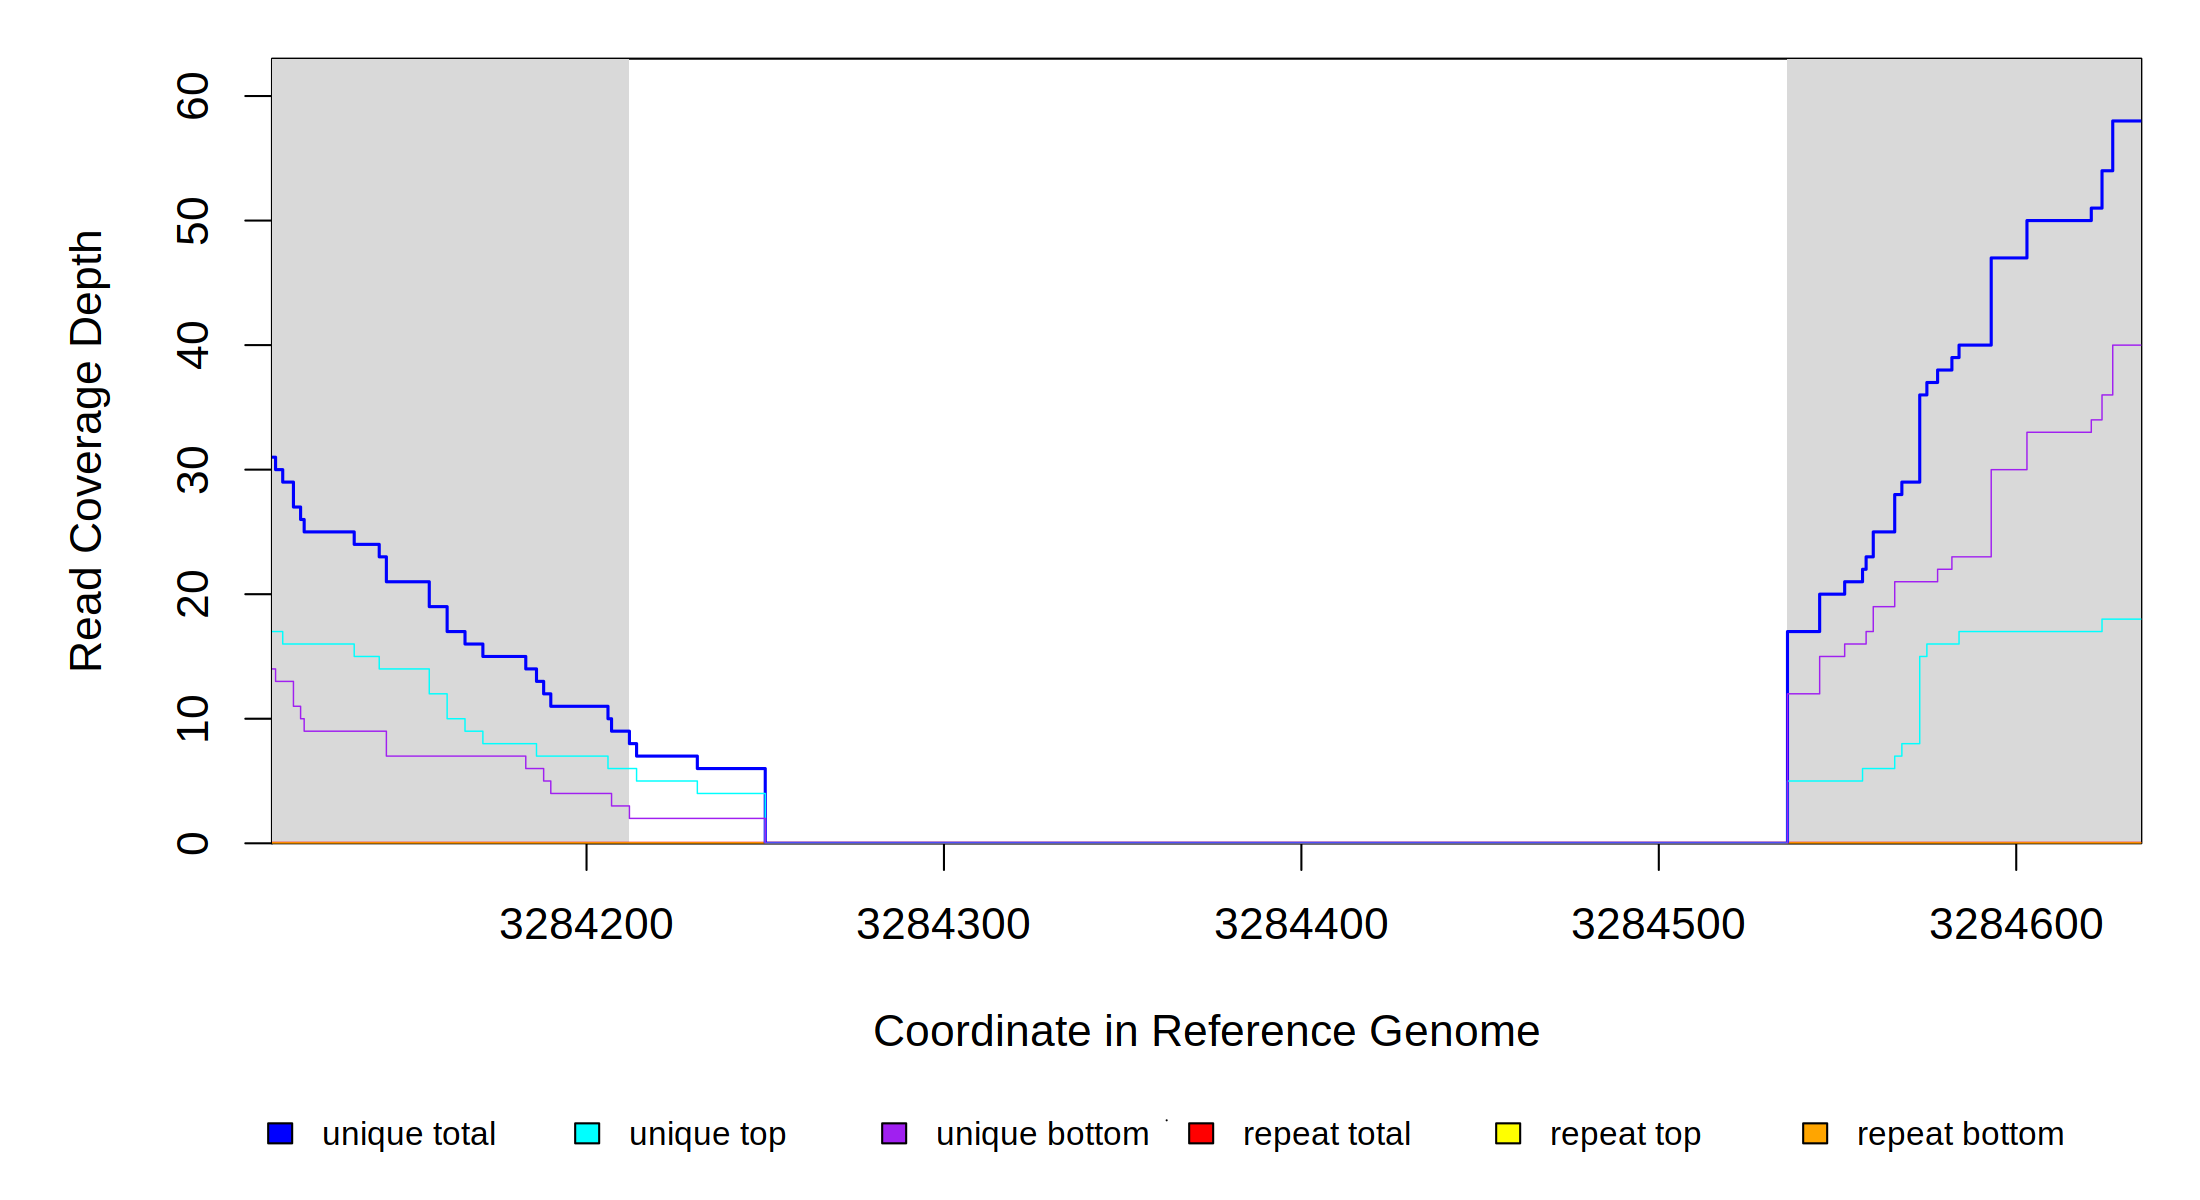 60
50
40
30
20
10
0
Read Coverage Depth
3284200 3284300 3284400 3284500 3284600
Coordinate in Reference Genome
unique total unique top unique bottom repeat total repeat top repeat bottom